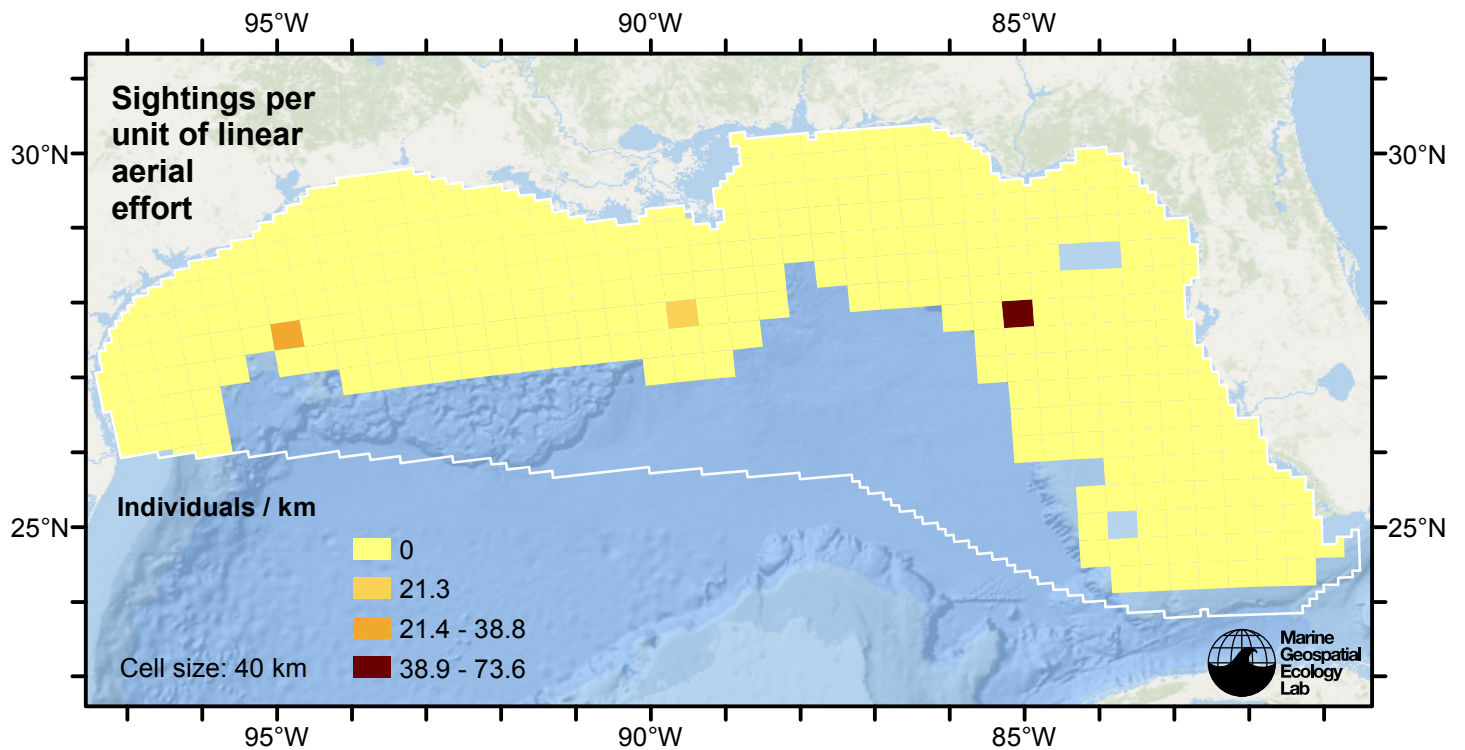 95°W
90°W
85°W
Sightings per
unit of linear
aerial
effort
30°N
30°N
Individuals / km
25°N
25°N
0
21.3
21.4 - 38.8
38.9 - 73.6
Cell size: 40 km
Marine
Geospatial
Ecology
Lab
95°W
90°W
85°W